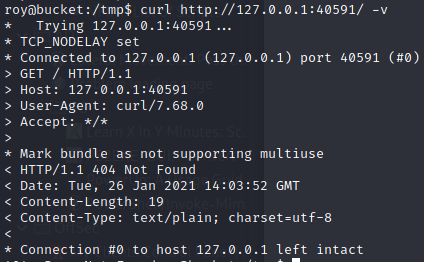 roy@bucket:/tmp$ curl http://127.0.0.1:40591/ -v
*   Trying 127.0.0.1:40591...
* TCP_NODELAY set
* Connected to 127.0.0.1 (127.0.0.1) port 40591 (#0)
> GET / HTTP/1.1
> Host: 127.0.0.1:40591
> User-Agent: curl/7.68.0
> Accept: */*
>
* Mark bundle as not supporting multiuse
< HTTP/1.1 404 Not Found
< Date: Tue, 26 Jan 2021 14:03:52 GMT
< Content-Length: 19
< Content-Type: text/plain; charset=utf-8
<
* Connection #0 to host 127.0.0.1 left intact